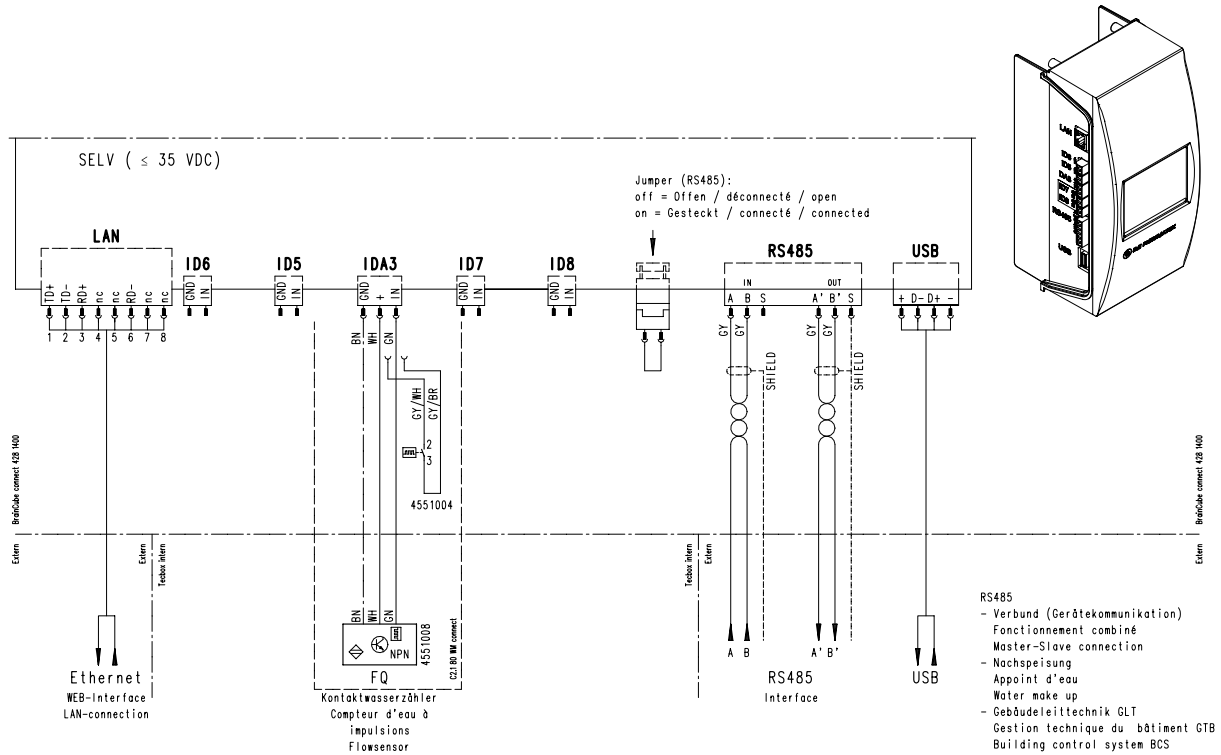 SELV ( ≤ 35 VDC)
Jumper (RS485):
off = Offen / déconnecté / open
on = Gesteckt / connecté / connected
LAN
ID6
ID5
IDA3
ID7
ID8
RS485
USB
TD+ TD- RD+ nc nc RD- nc nc
GND IN
GND IN
GND + IN
GND IN
GND IN
IN OUT
A B S A' B' S
+ D- D+ -
1 2 3 4 5 6 7 8
BN WH GN
GY GY GY GY
SHIELD SHIELD
GY/WH
GY/BR
2
3
4551004
BrainCube connect 428 1400
BrainCube connect 428 1400
Extern
Extern
Tecbox intern
Tecbox intern
Extern
Extern
BN WH GN
NPN
4551008
C2.1 80 WM connect
Ethernet
WEB-Interface
LAN-connection
FQ
Kontaktwasserzähler
Compteur d'eau à
impulsions
Flowsensor
A B A' B'
RS485
Interface
USB
RS485
- Verbund (Gerätekommunikation)
Fonctionnement combiné
Master-Slave connection
- Nachspeisung
Appoint d'eau
Water make up
- Gebäudeleittechnik GLT
Gestion technique du bâtiment GTB
Building control system BCS
LAN
RS485
USB